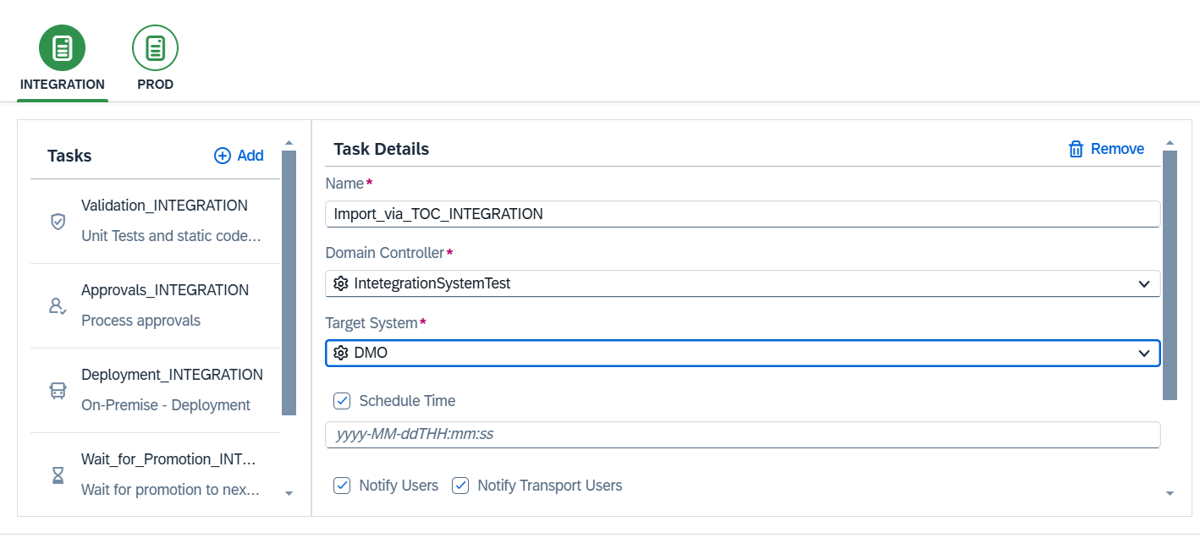 INTEGRATION
PROD
Tasks
Add
Validation_INTEGRATION
Unit Tests and static code...
Approvals_INTEGRATION
Process approvals
Deployment_INTEGRATION
On-Premise - Deployment
Wait_for_Promotion_INT...
Wait for promotion to nex...
Task Details
Remove
Name*
Import_via_TOC_INTEGRATION
Domain Controller*
IntetegrationSystemTest
Target System*
DMO
Schedule Time
yyyy-MM-ddTHH:mm:ss
Notify Users
Notify Transport Users